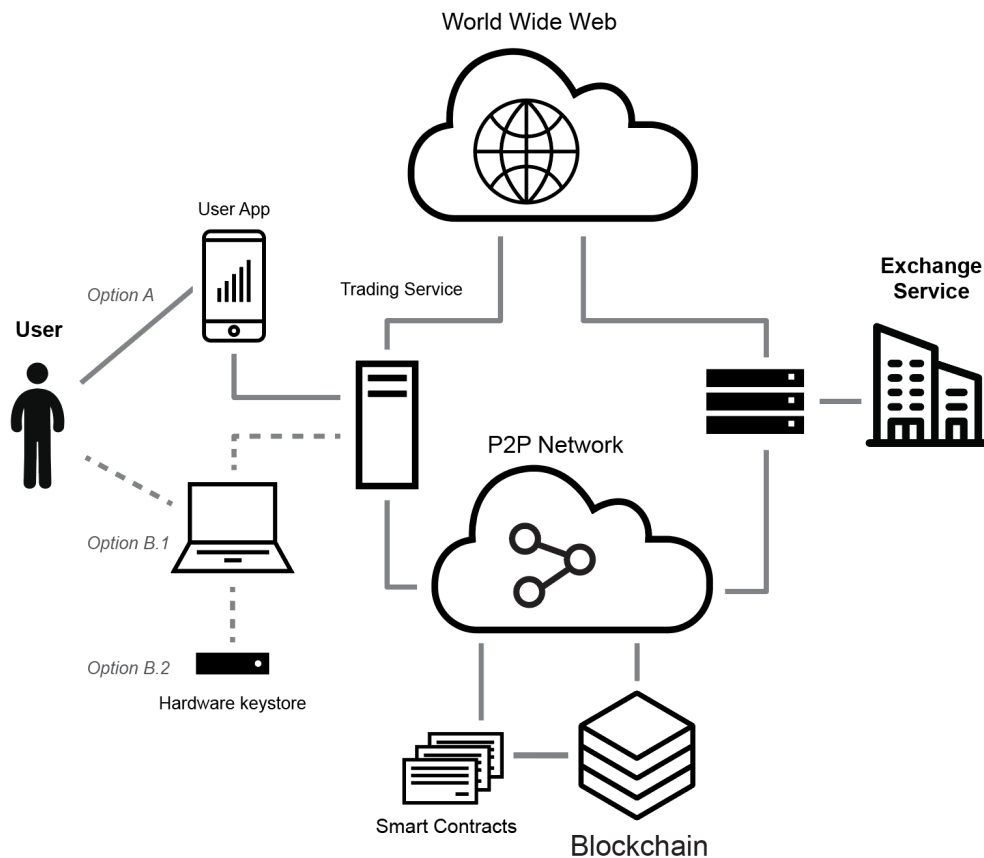 World Wide Web
User App
Option A
Trading Service
Exchange
Service
User
P2P Network
Option B.1
Option B.2
Hardware keystore
Smart Contracts
Blockchain